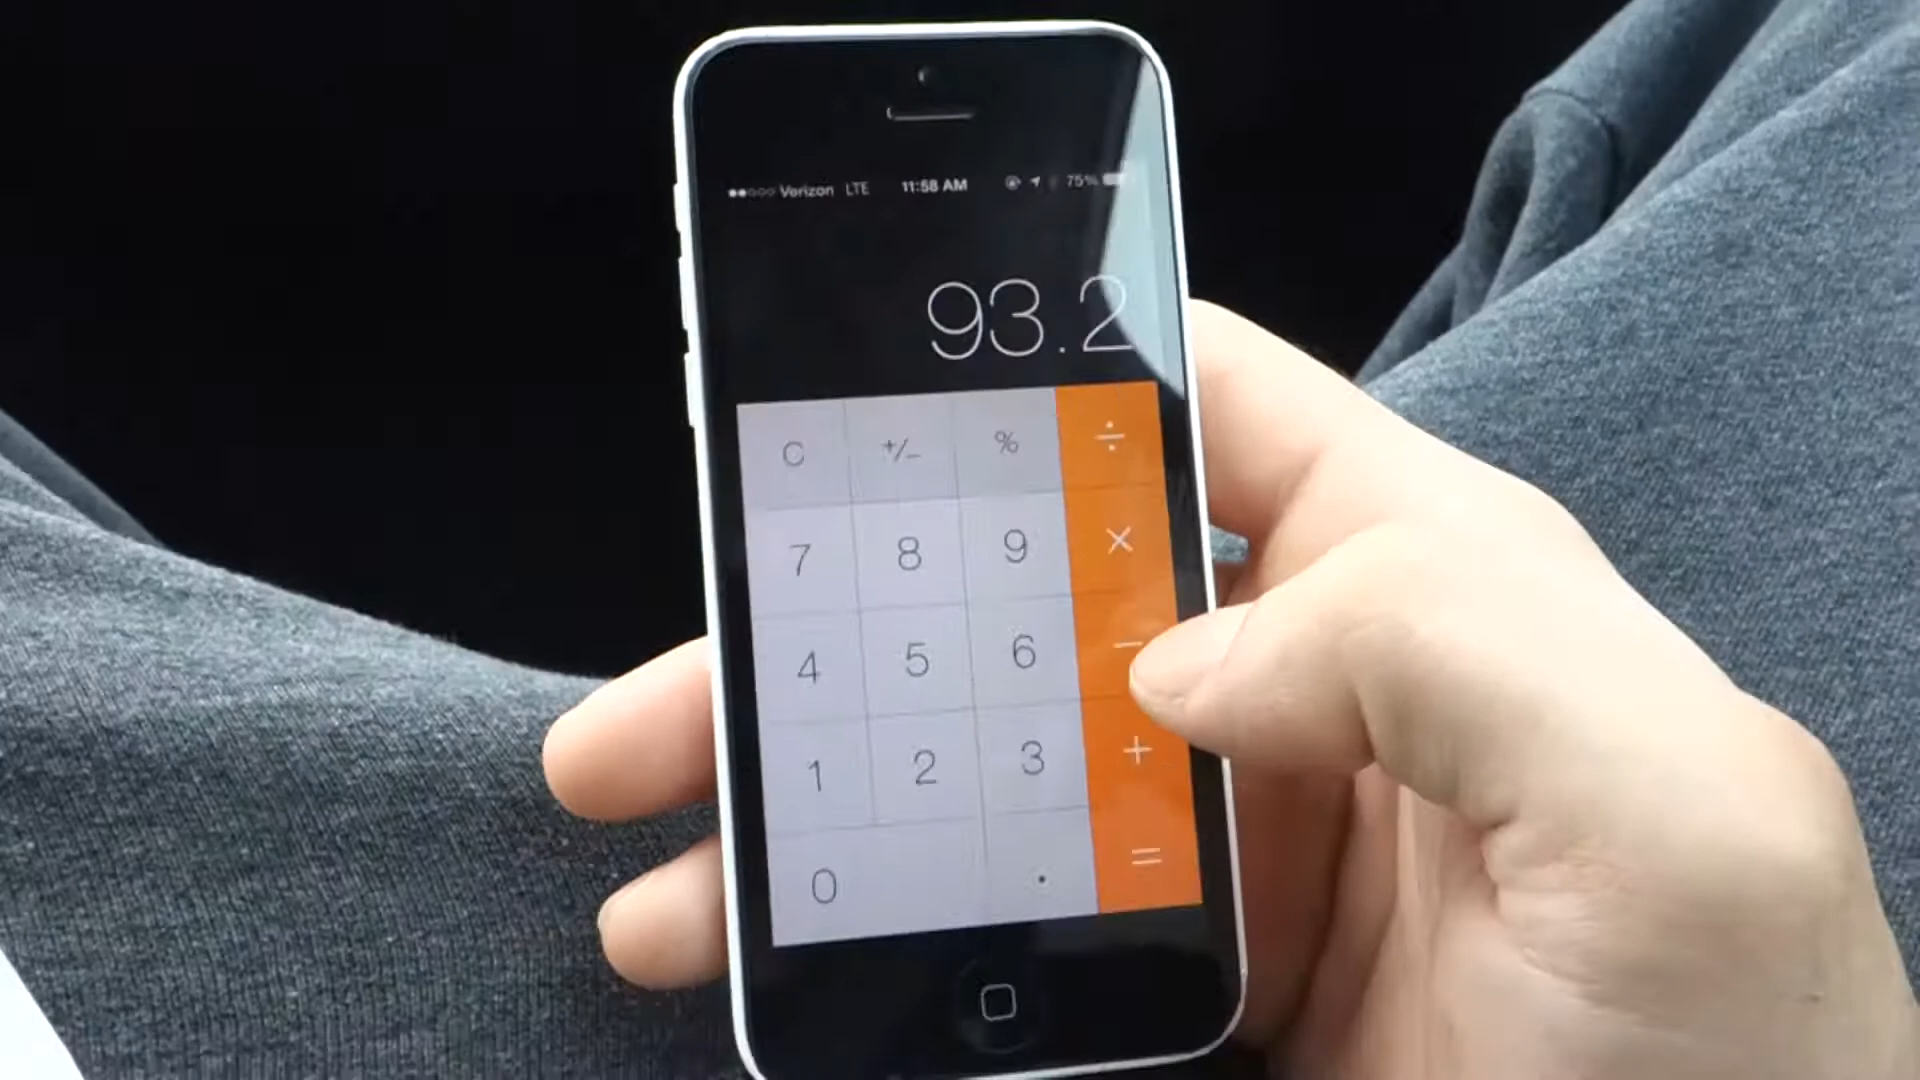 Verizon LTE 11:58 AM 75%
93.2
C +/- % ÷
7 8 9 ×
4 5 6 −
1 2 3 +
0 . =